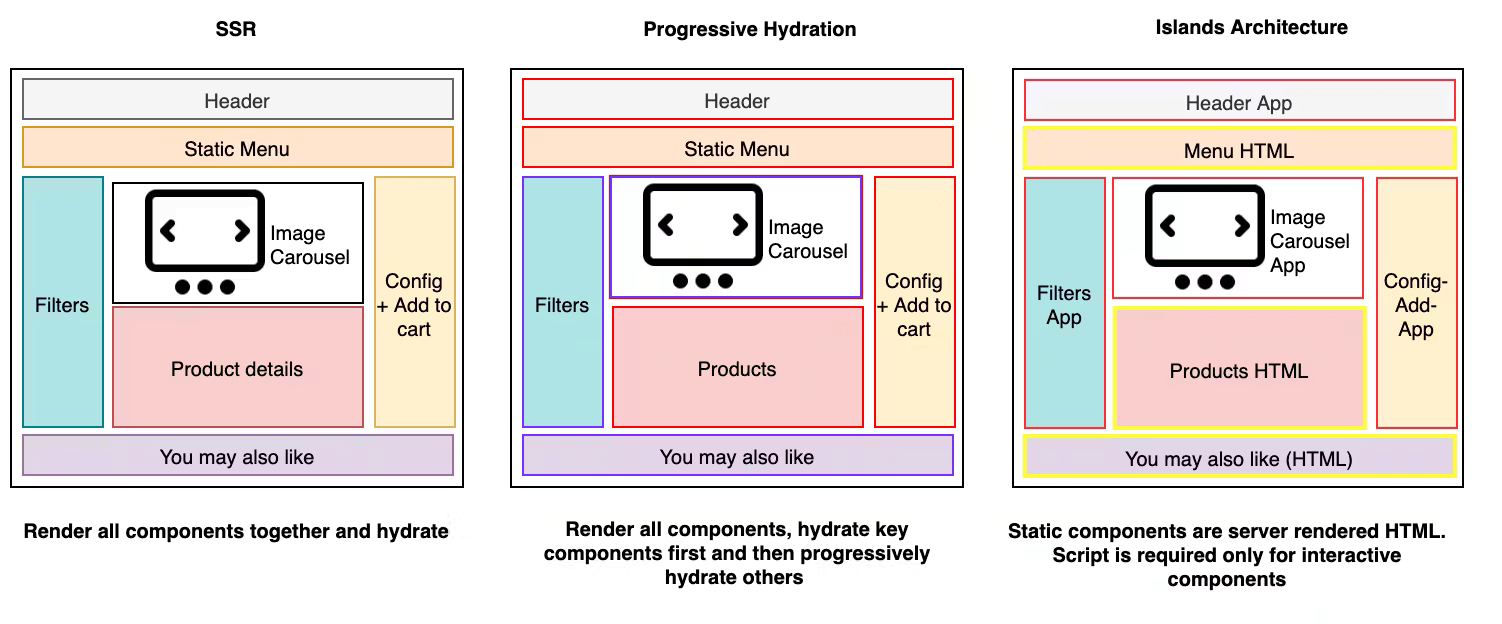 SSR
Header
Static Menu
Filters
Image
Carousel
Config
+ Add to
cart
Product details
You may also like
Render all components together and hydrate
Progressive Hydration
Header
Static Menu
Filters
Image
Carousel
Config
+ Add to
cart
Products
You may also like
Render all components, hydrate key
components first and then progressively
hydrate others
Islands Architecture
Header App
Menu HTML
Filters
App
Image
Carousel
App
Config-
Add-
App
Products HTML
You may also like (HTML)
Static components are server rendered HTML.
Script is required only for interactive
components